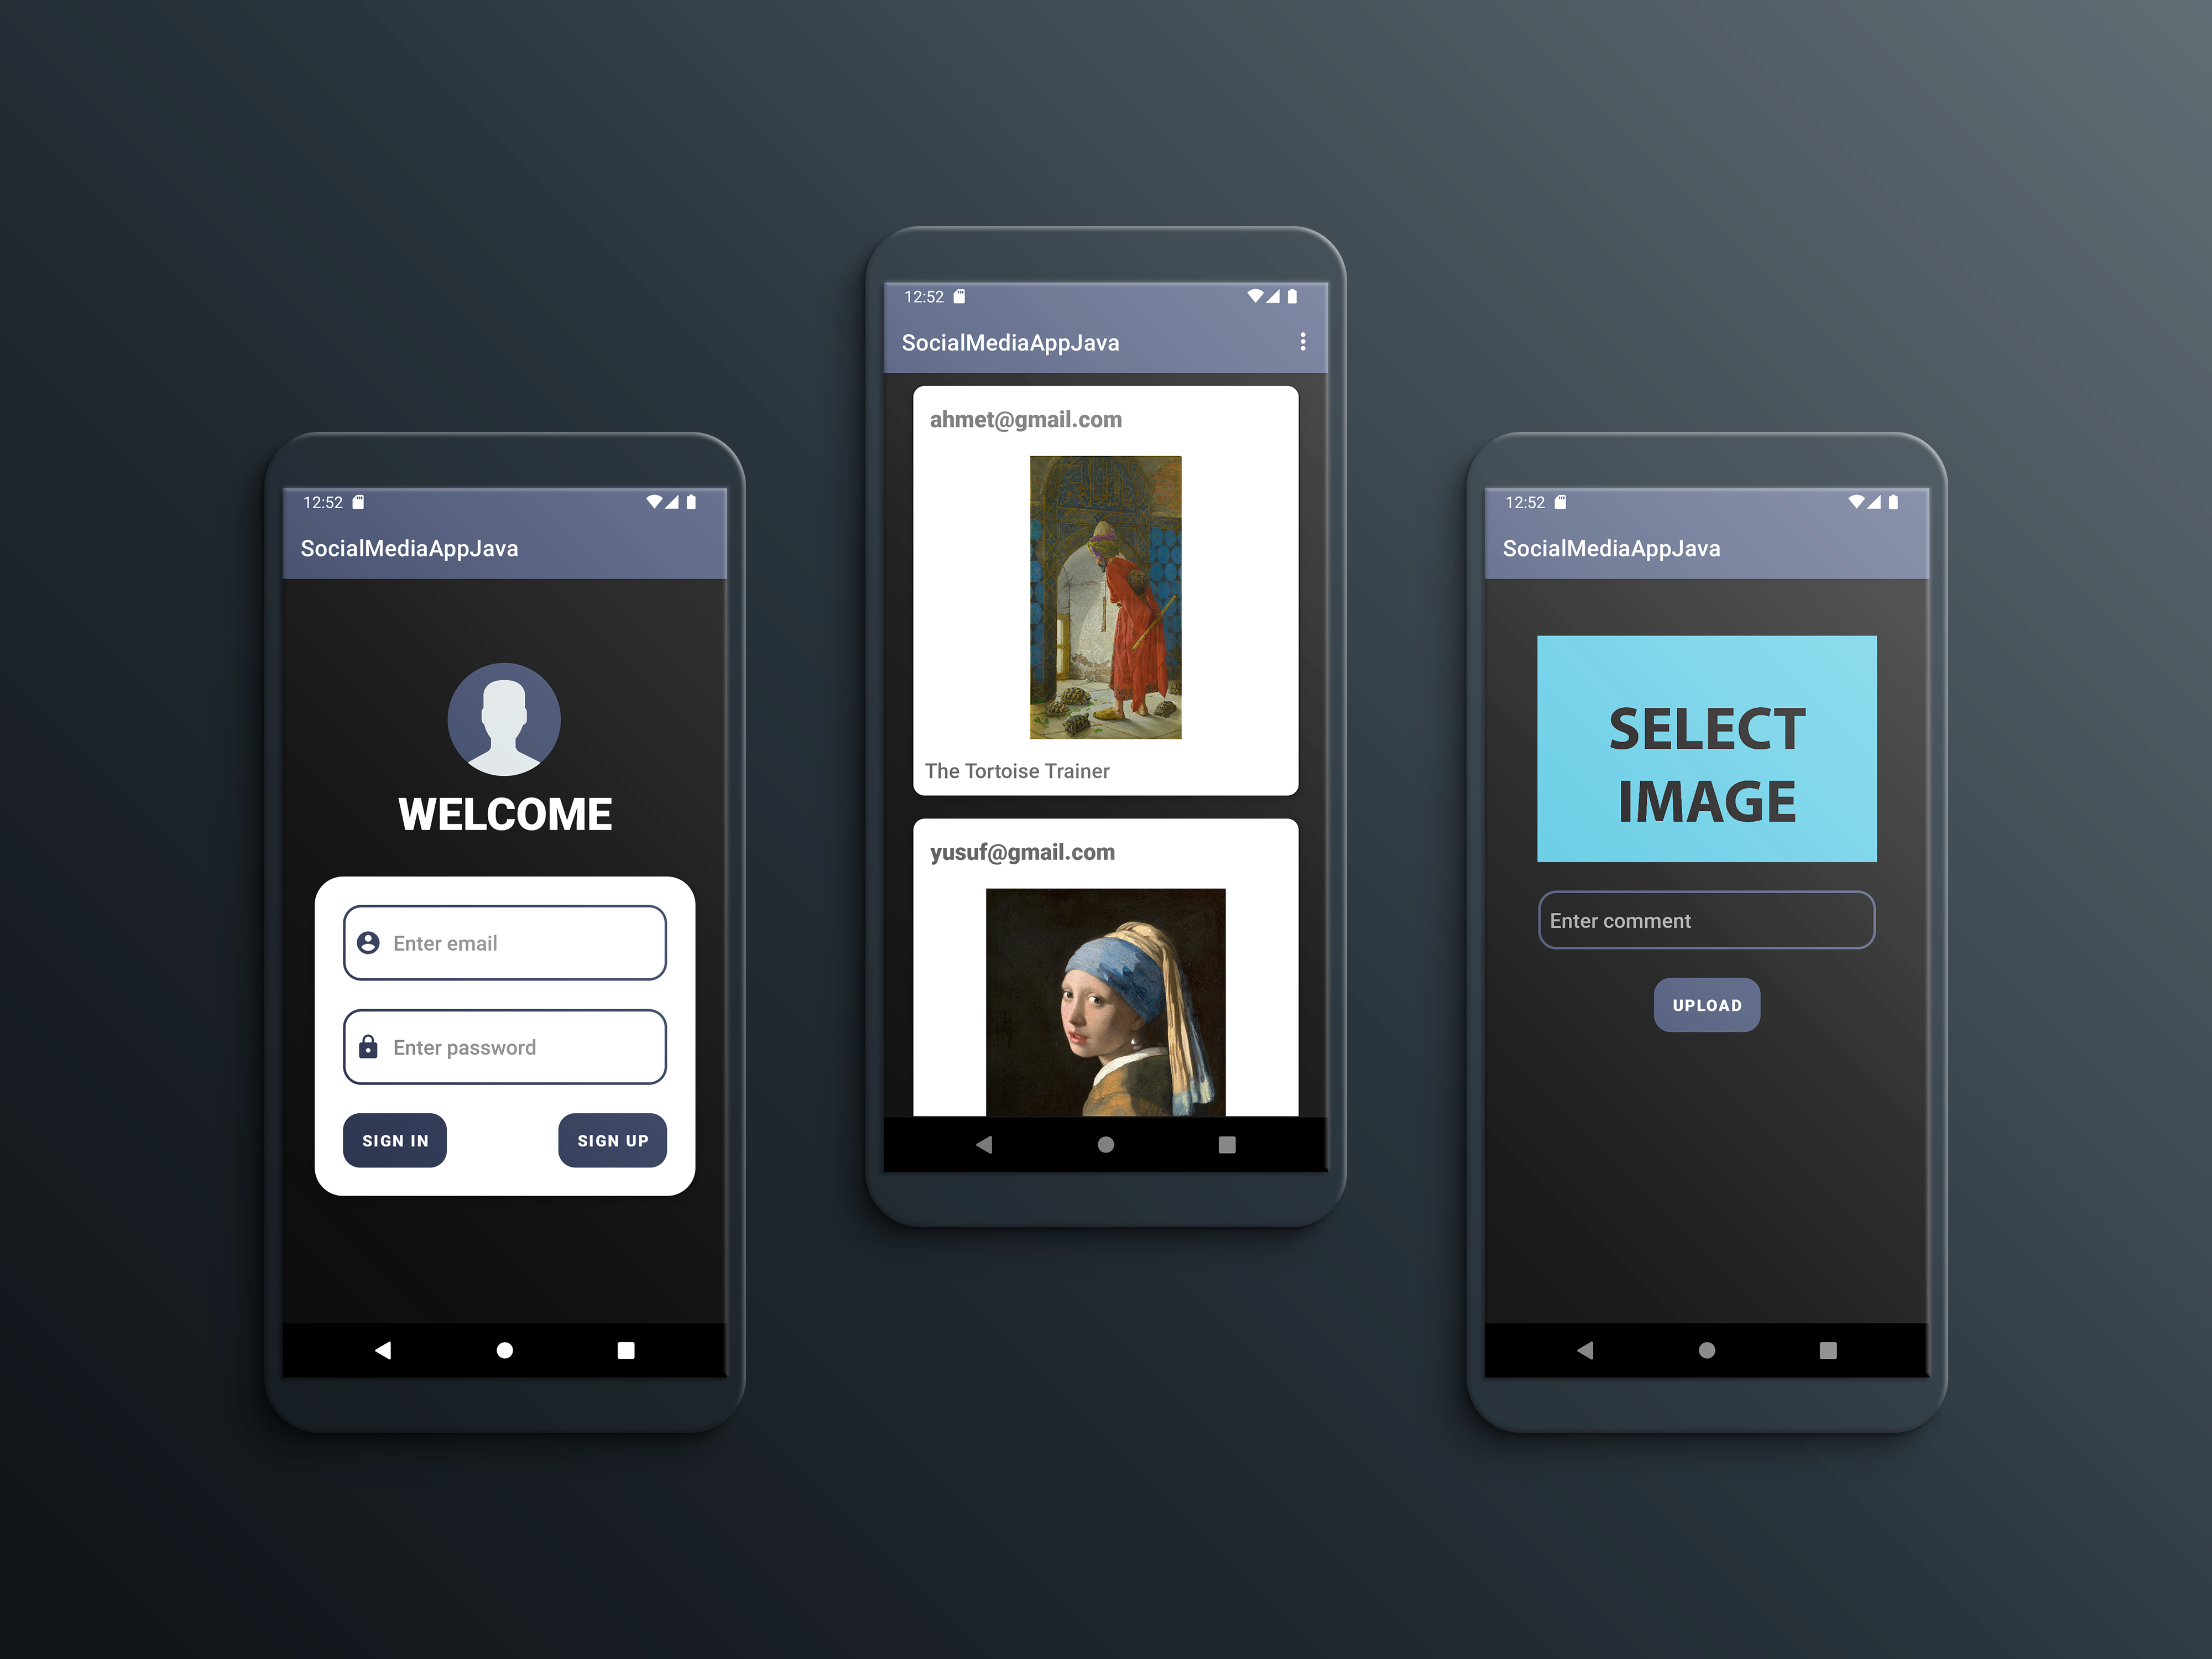 12:52
SocialMediaAppJava
WELCOME
Enter email
Enter password
SIGN IN
SIGN UP
12:52
SocialMediaAppJava
ahmet@gmail.com
The Tortoise Trainer
yusuf@gmail.com
12:52
SocialMediaAppJava
SELECT
IMAGE
Enter comment
UPLOAD